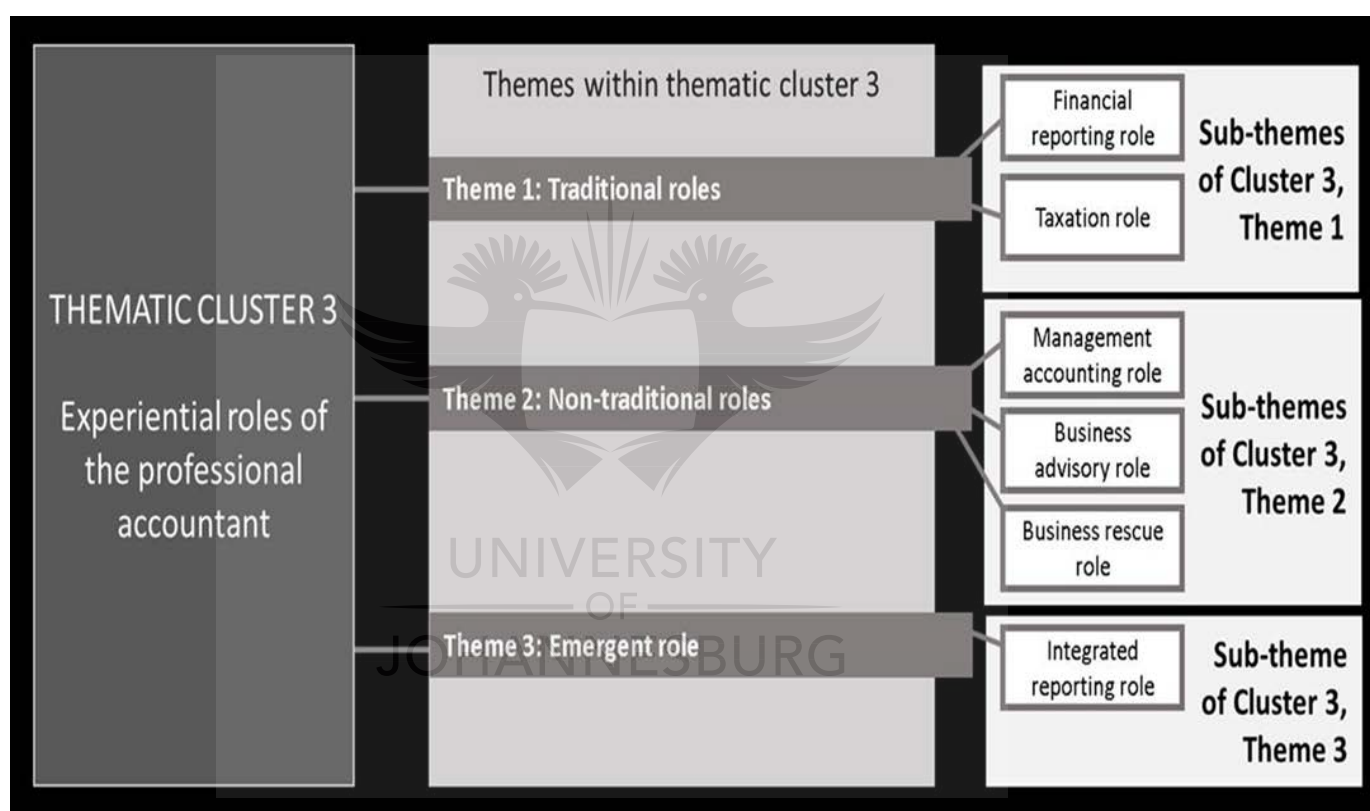 THEMATIC CLUSTER 3
Experiential roles of
the professional
accountant
Themes within thematic cluster 3
Theme 1: Traditional roles
Theme 2: Non-traditional roles
Theme 3: Emergent role
Financial
reporting role
Taxation role
Sub-themes
of Cluster 3,
Theme 1
Management
accounting role
Business
advisory role
Business rescue
role
Sub-themes
of Cluster 3,
Theme 2
Integrated
reporting role
Sub-theme
of Cluster 3,
Theme 3
UNIVERSITY
OF
JOHANNESBURG